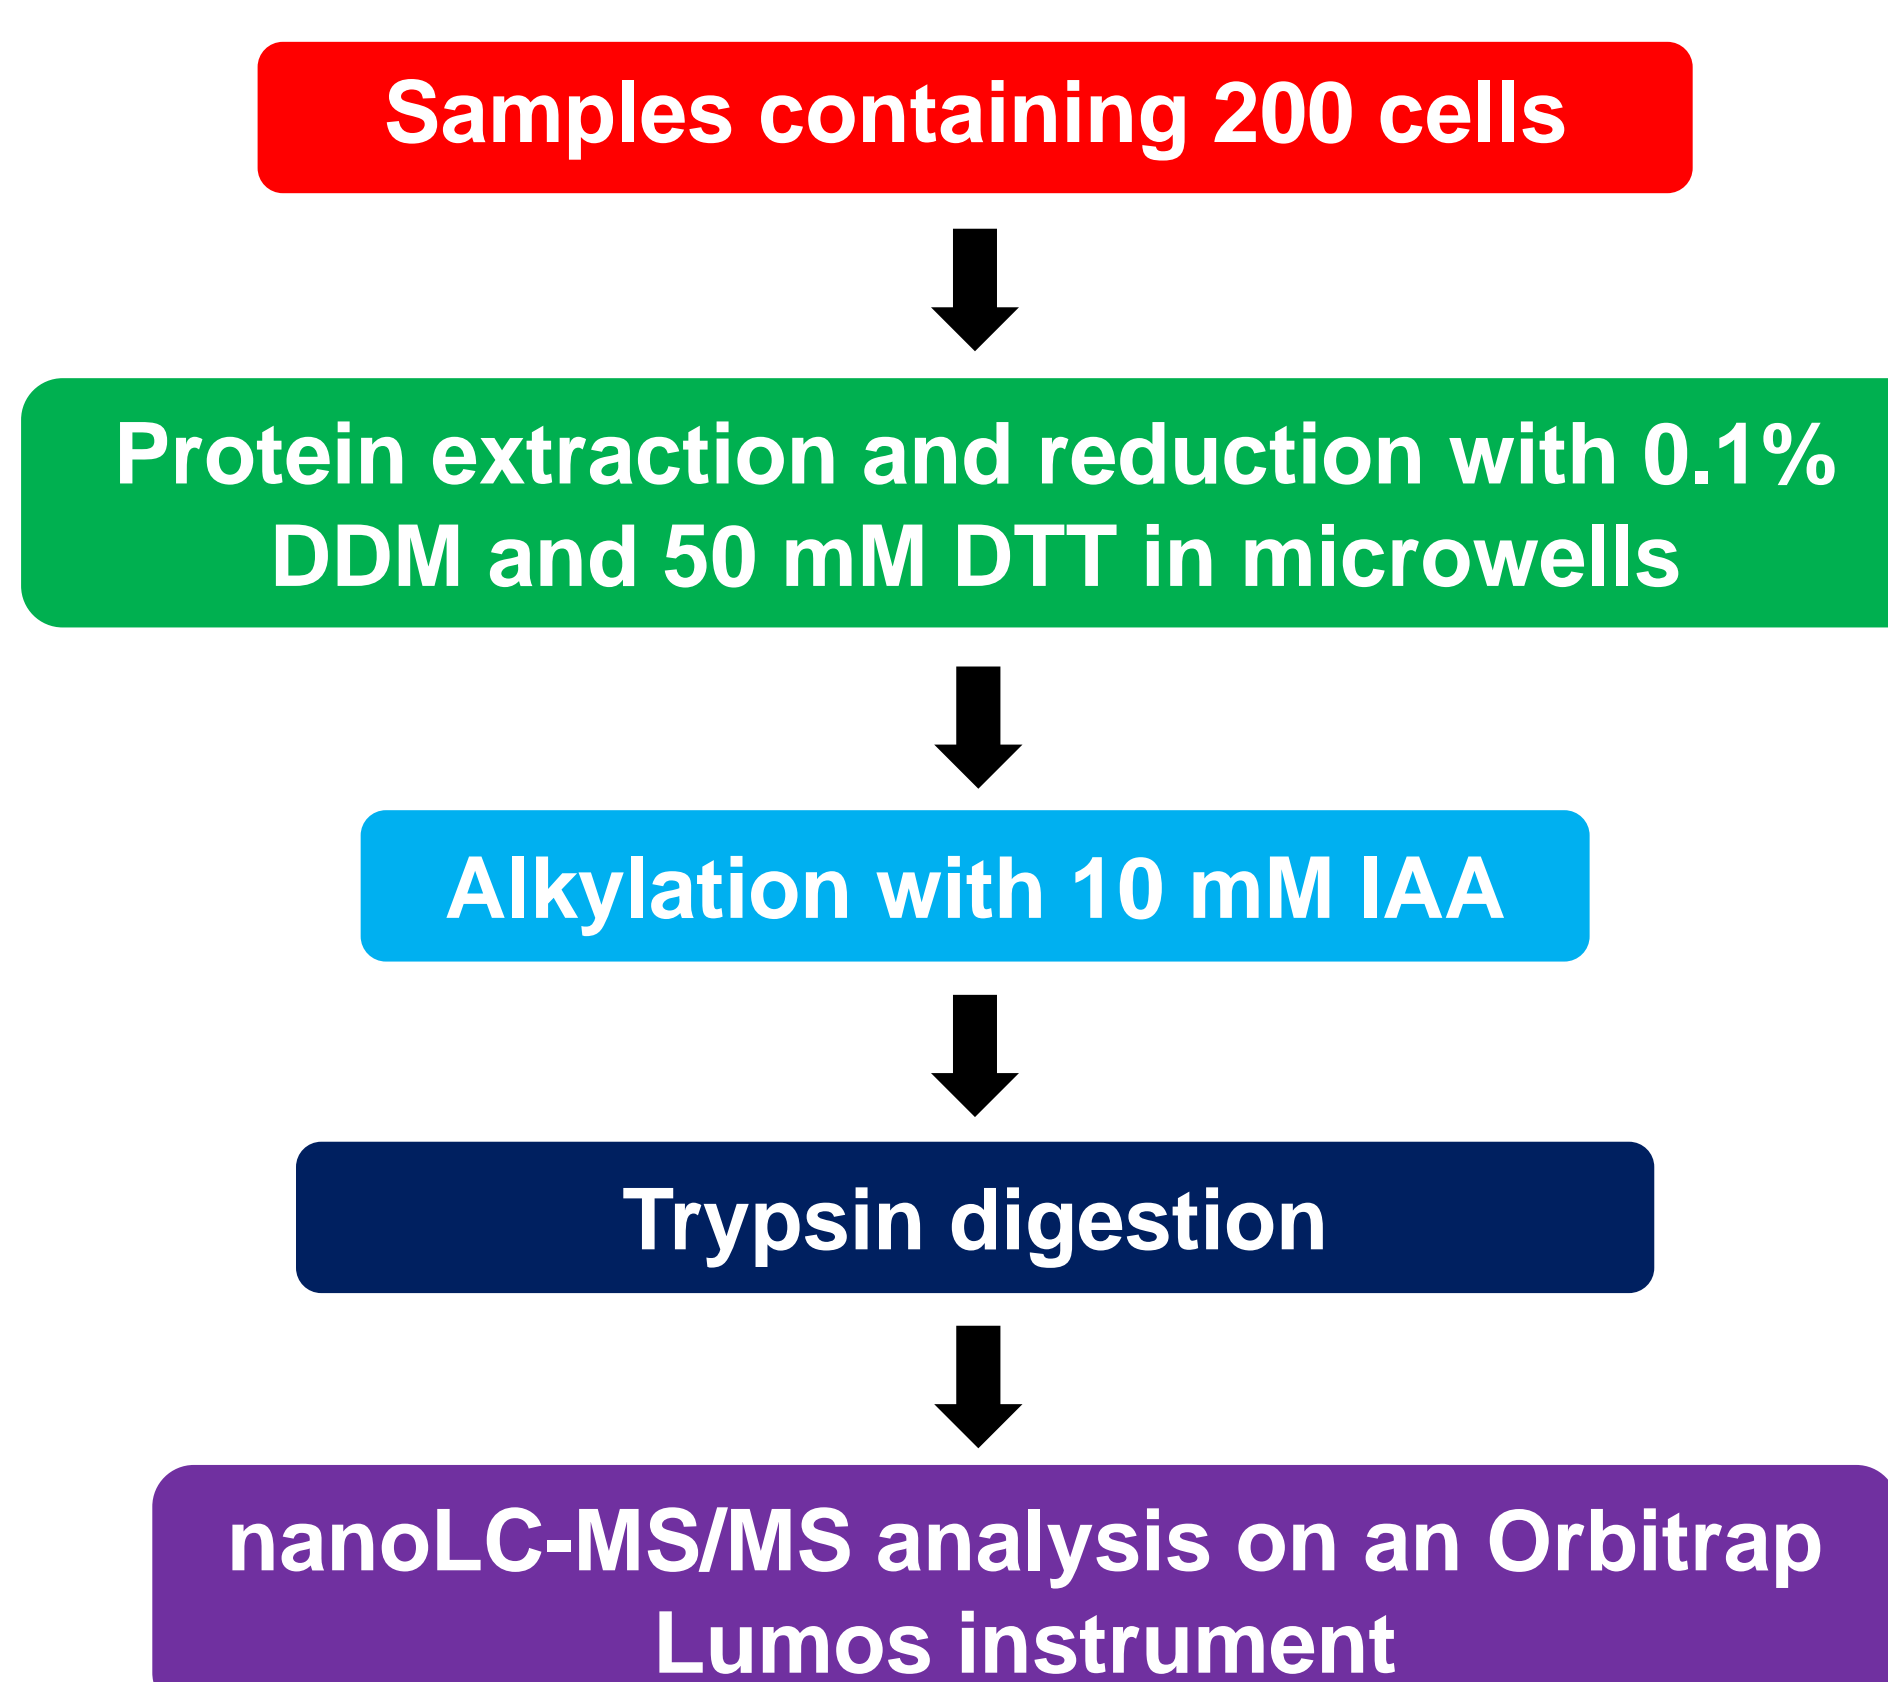 Samples containing 200 cells
Protein extraction and reduction with 0.1%
DDM and 50 mM DTT in microwells
Alkylation with 10 mM IAA
Trypsin digestion
nanoLC-MS/MS analysis on an Orbitrap
Lumos instrument